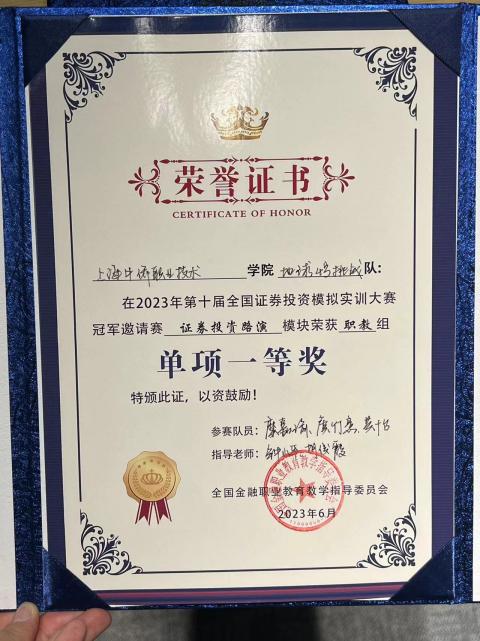 荣誉证书
CERTIFICATE OF HONOR
上海中侨职业技术 学院 地球特挑战队：
在2023年第十届全国证券投资模拟实训大赛
冠军邀请赛 证券投资路演 模块荣获 职教 组
单项一等奖
特颁此证，以资鼓励！
参赛队员：
指导老师：
全国金融职业教育教学指导委员会
2023年6月